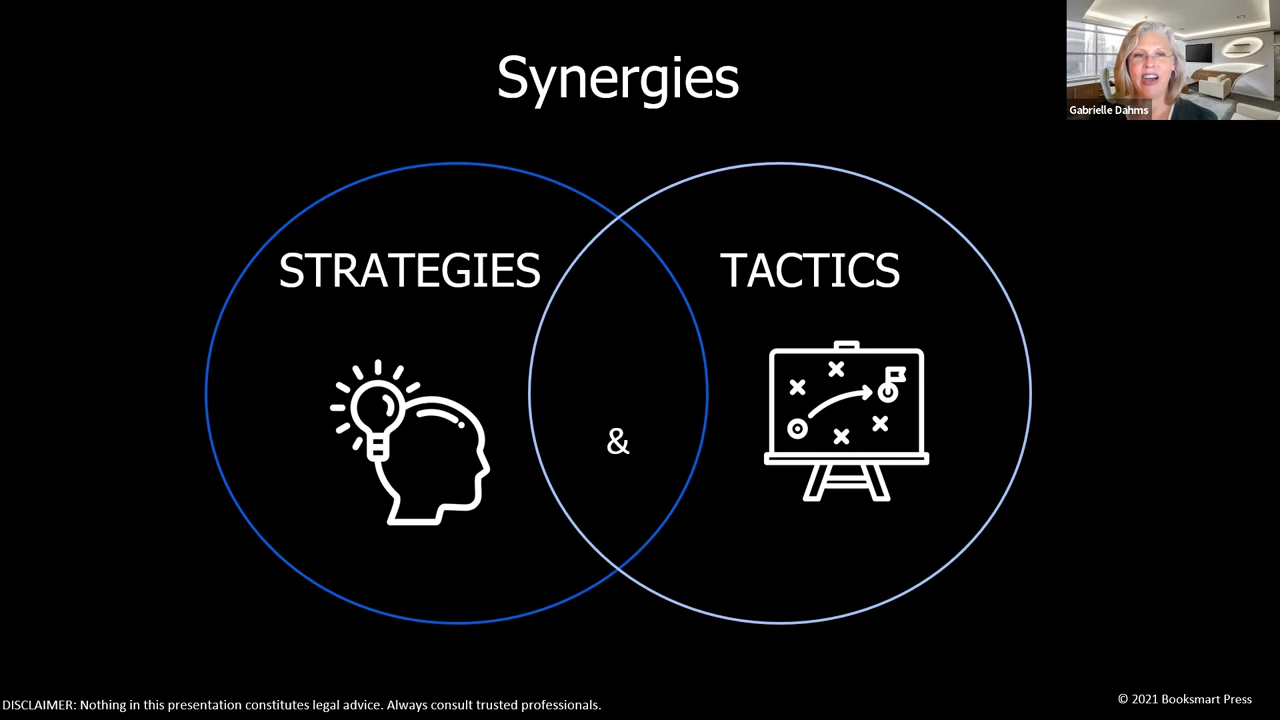 Synergies
Gabrielle Dahms
STRATEGIES
TACTICS
&
DISCLAIMER: Nothing in this presentation constitutes legal advice. Always consult trusted professionals.
© 2021 Booksmart Press